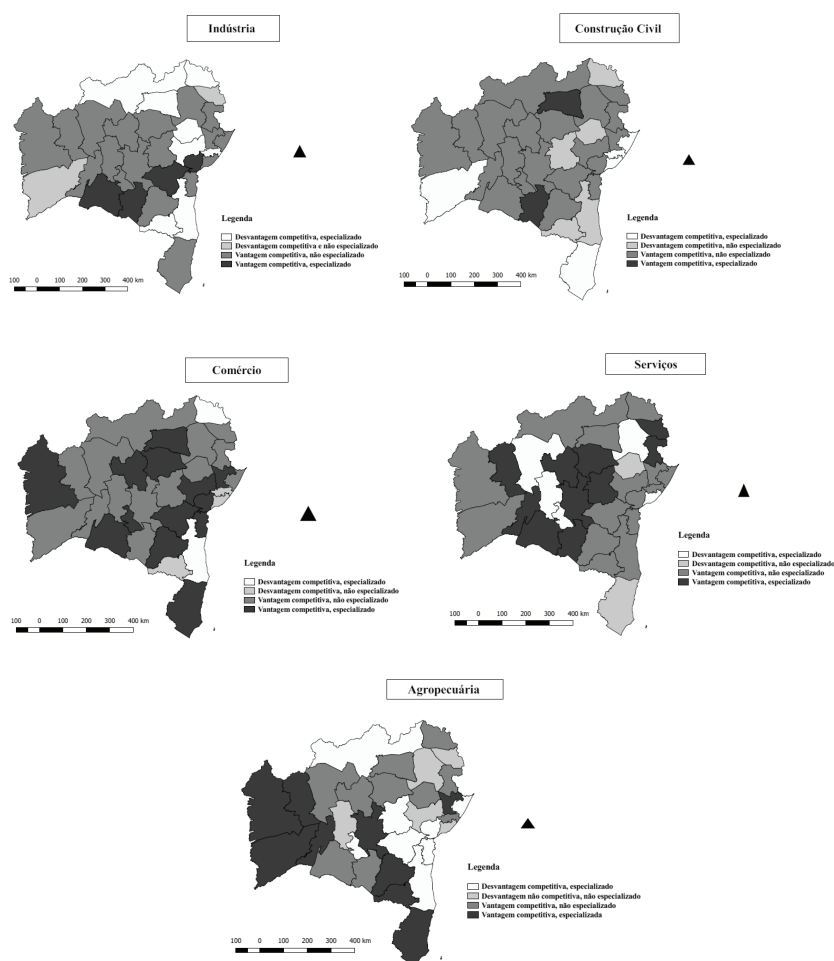 Indústria
Legenda
Desvantagem competitiva, especializado
Desvantagem competitiva e não especializado
Vantagem competitiva, não especializado
Vantagem competitiva, especializado
100 0 100 200 300 400 km
Construção Civil
Legenda
Desvantagem competitiva, especializado
Desvantagem competitiva, não especializado
Vantagem competitiva, não especializado
Vantagem competitiva, especializado
100 0 100 200 300 400 km
Comércio
Legenda
Desvantagem competitiva, especializado
Desvantagem competitiva, não especializado
Vantagem competitiva, não especializado
Vantagem competitiva, especializado
100 0 100 200 300 400 km
Serviços
Legenda
Desvantagem competitiva, especializado
Desvantagem competitiva, não especializado
Vantagem competitiva, não especializado
Vantagem competitiva, especializado
100 0 100 200 300 400 km
Agropecuária
Legenda
Desvantagem competitiva, especializado
Desvantagem não competitiva, não especializado
Vantagem competitiva, não especializado
Vantagem competitiva, especializada
100 0 100 200 300 400 km